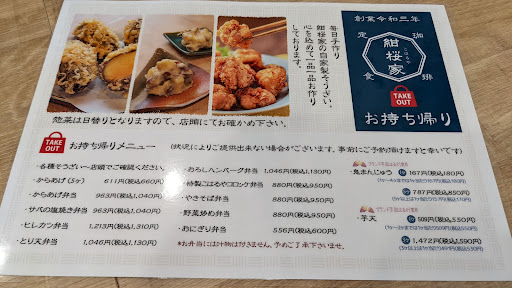 創業令和三年
定食
珈琲
紺桜家
TAKE OUT
お持ち帰り
毎日手作り
紺桜家の自家製そうざい。
心を込めて一品一品お作り
しております。
惣菜は日替りとなりますので、店頭にてお確かめ下さい。
TAKE OUT
お持ち帰りメニュー
(状況によりご提供出来ない場合がございます。事前にご予約頂けますと幸いです)
・各種そうざい～店頭でご確認ください
・からあげ(5ヶ) 611円(税込660円)
・からあげ弁当 963円(税込1,040円)
・サバの塩焼き弁当 963円(税込1,040円)
・ヒレカツ弁当 1,213円(税込1,310円)
・とり天弁当 1,046円(税込1,130円)
・おろしハンバーグ弁当 1,046円(税込1,130円)
・特製こはるやコロッケ弁当 880円(税込950円)
・やきそば弁当 880円(税込950円)
・野菜炒め弁当 880円(税込950円)
・おにぎり弁当 556円(税込600円)
*お弁当には汁物は付きません。予めご了承下さいませ。
・鬼まんじゅう 167円(税込180円)
787円(税込850円)
・芋天 509円(税込550円)
1,472円(税込1,590円)